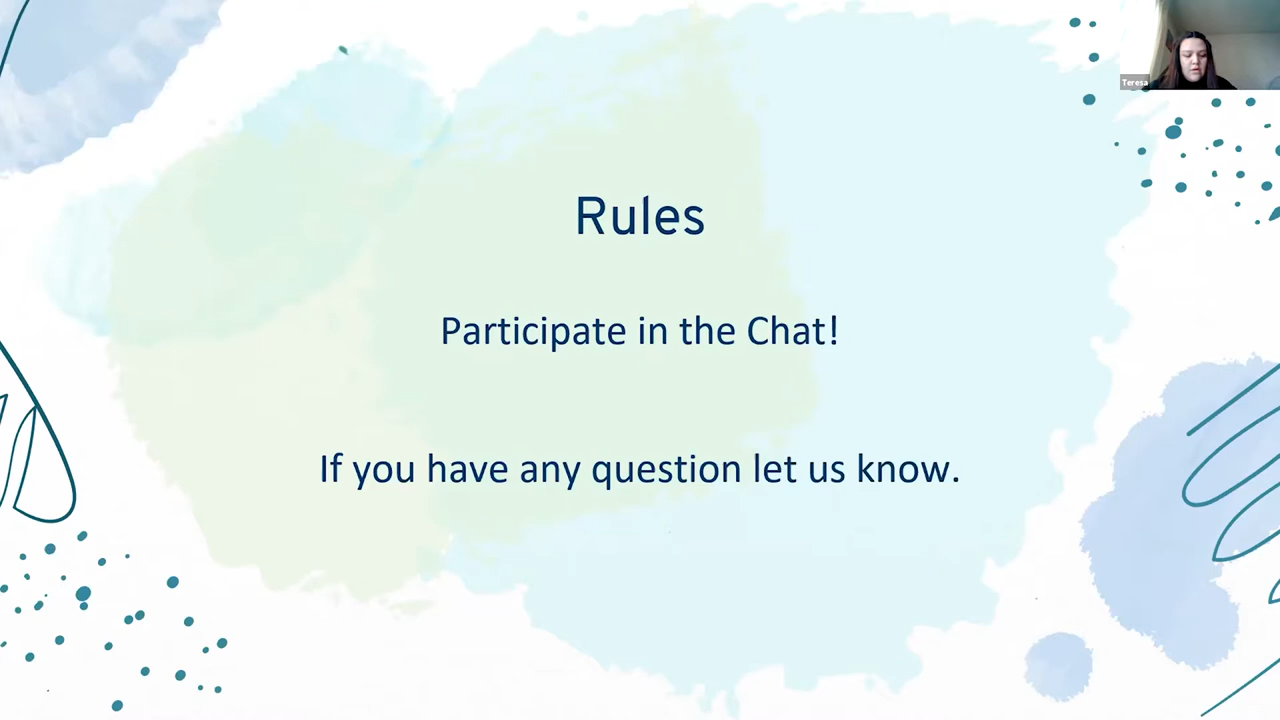 Teresa
Rules
Participate in the Chat!
If you have any question let us know.